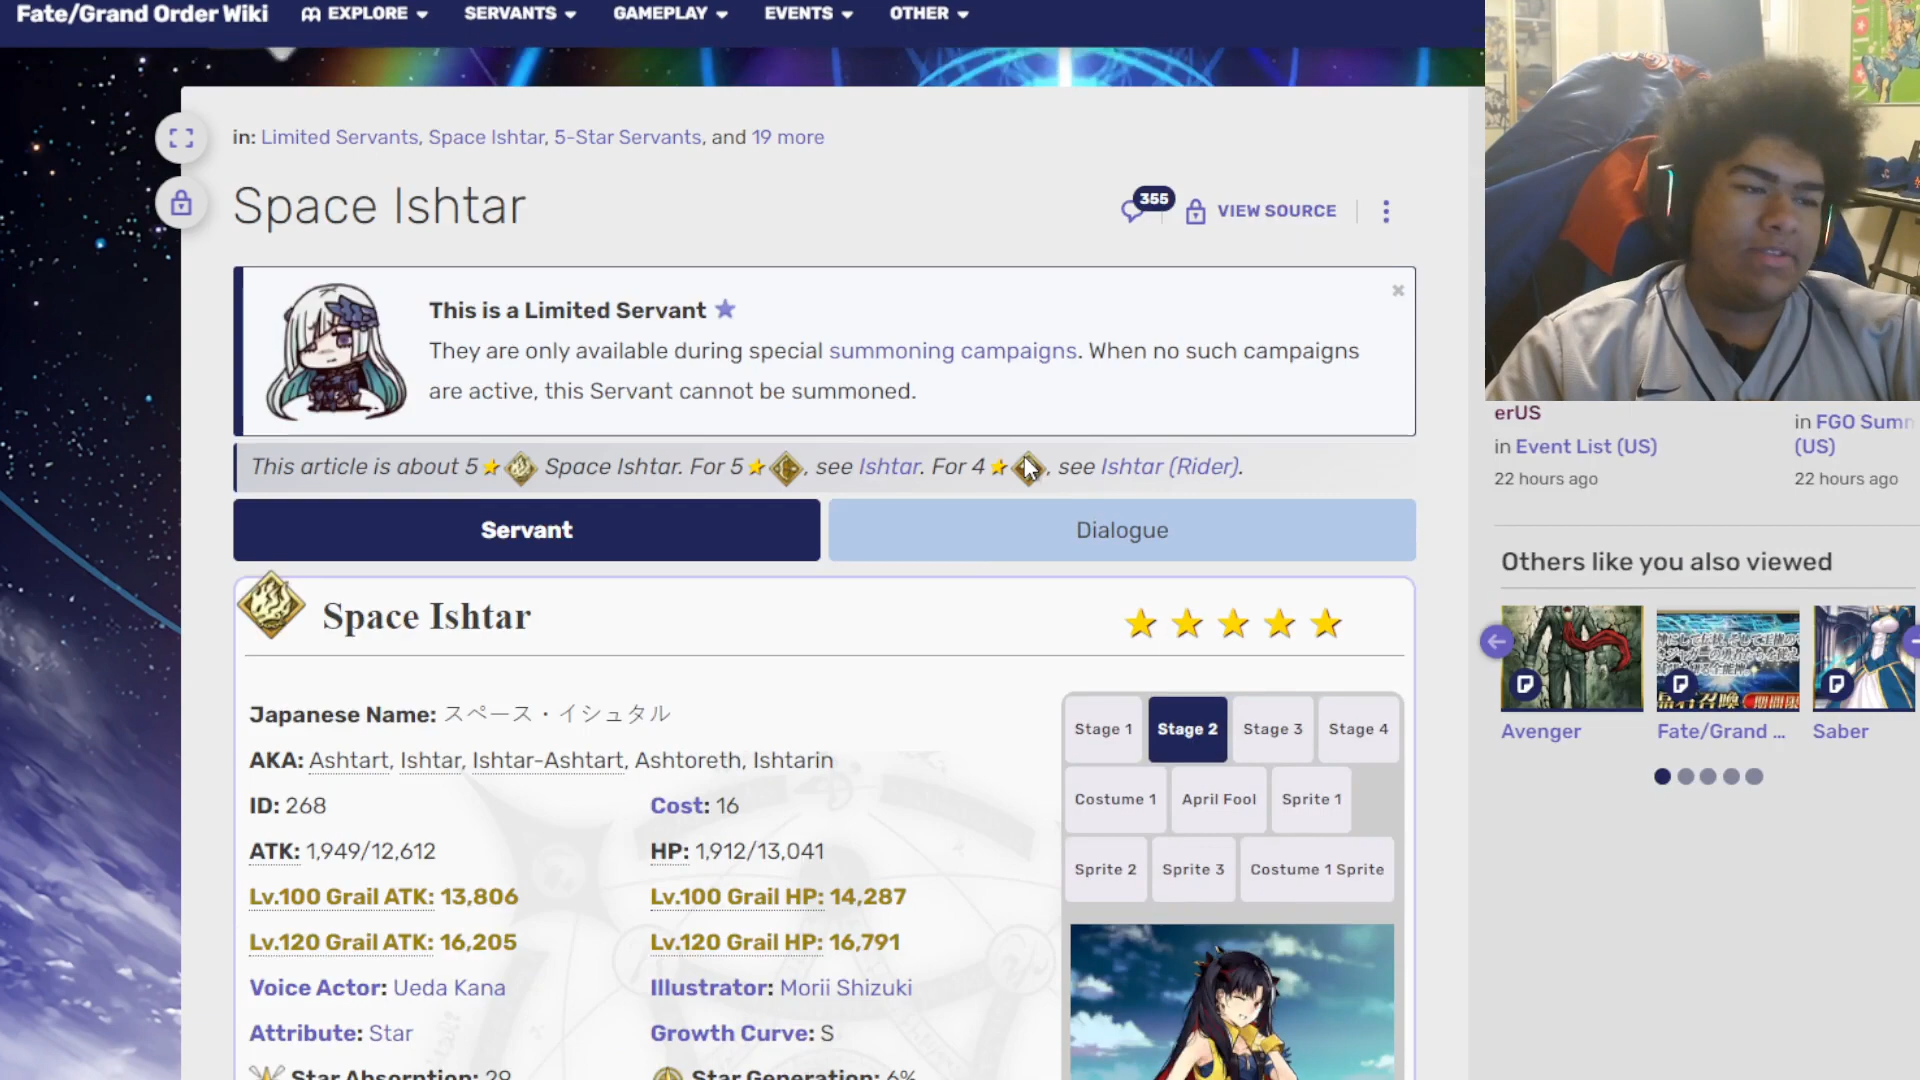 Fate/Grand Order Wiki EXPLORE SERVANTS GAMEPLAY EVENTS OTHER
in: Limited Servants, Space Ishtar, 5-Star Servants, and 19 more
Space Ishtar
355
VIEW SOURCE
This is a Limited Servant
They are only available during special summoning campaigns. When no such campaigns
are active, this Servant cannot be summoned.
This article is about 5 Space Ishtar. For 5 , see Ishtar. For 4 , see Ishtar (Rider).
Servant Dialogue
Space Ishtar
Japanese Name: スペース・イシュタル
AKA: Ashtart, Ishtar, Ishtar-Ashtart, Ashtoreth, Ishtarin
ID: 268 Cost: 16
ATK: 1,949/12,612 HP: 1,912/13,041
Lv.100 Grail ATK: 13,806 Lv.100 Grail HP: 14,287
Lv.120 Grail ATK: 16,205 Lv.120 Grail HP: 16,791
Voice Actor: Ueda Kana Illustrator: Morii Shizuki
Attribute: Star Growth Curve: S
Star Absorption: 29 Star Generation: 6%
Stage 1 Stage 2 Stage 3 Stage 4
Costume 1 April Fool Sprite 1
Sprite 2 Sprite 3 Costume 1 Sprite
erUS
in Event List (US)
22 hours ago
in FGO Summ
(US)
22 hours ago
Others like you also viewed
Avenger Fate/Grand ... Saber